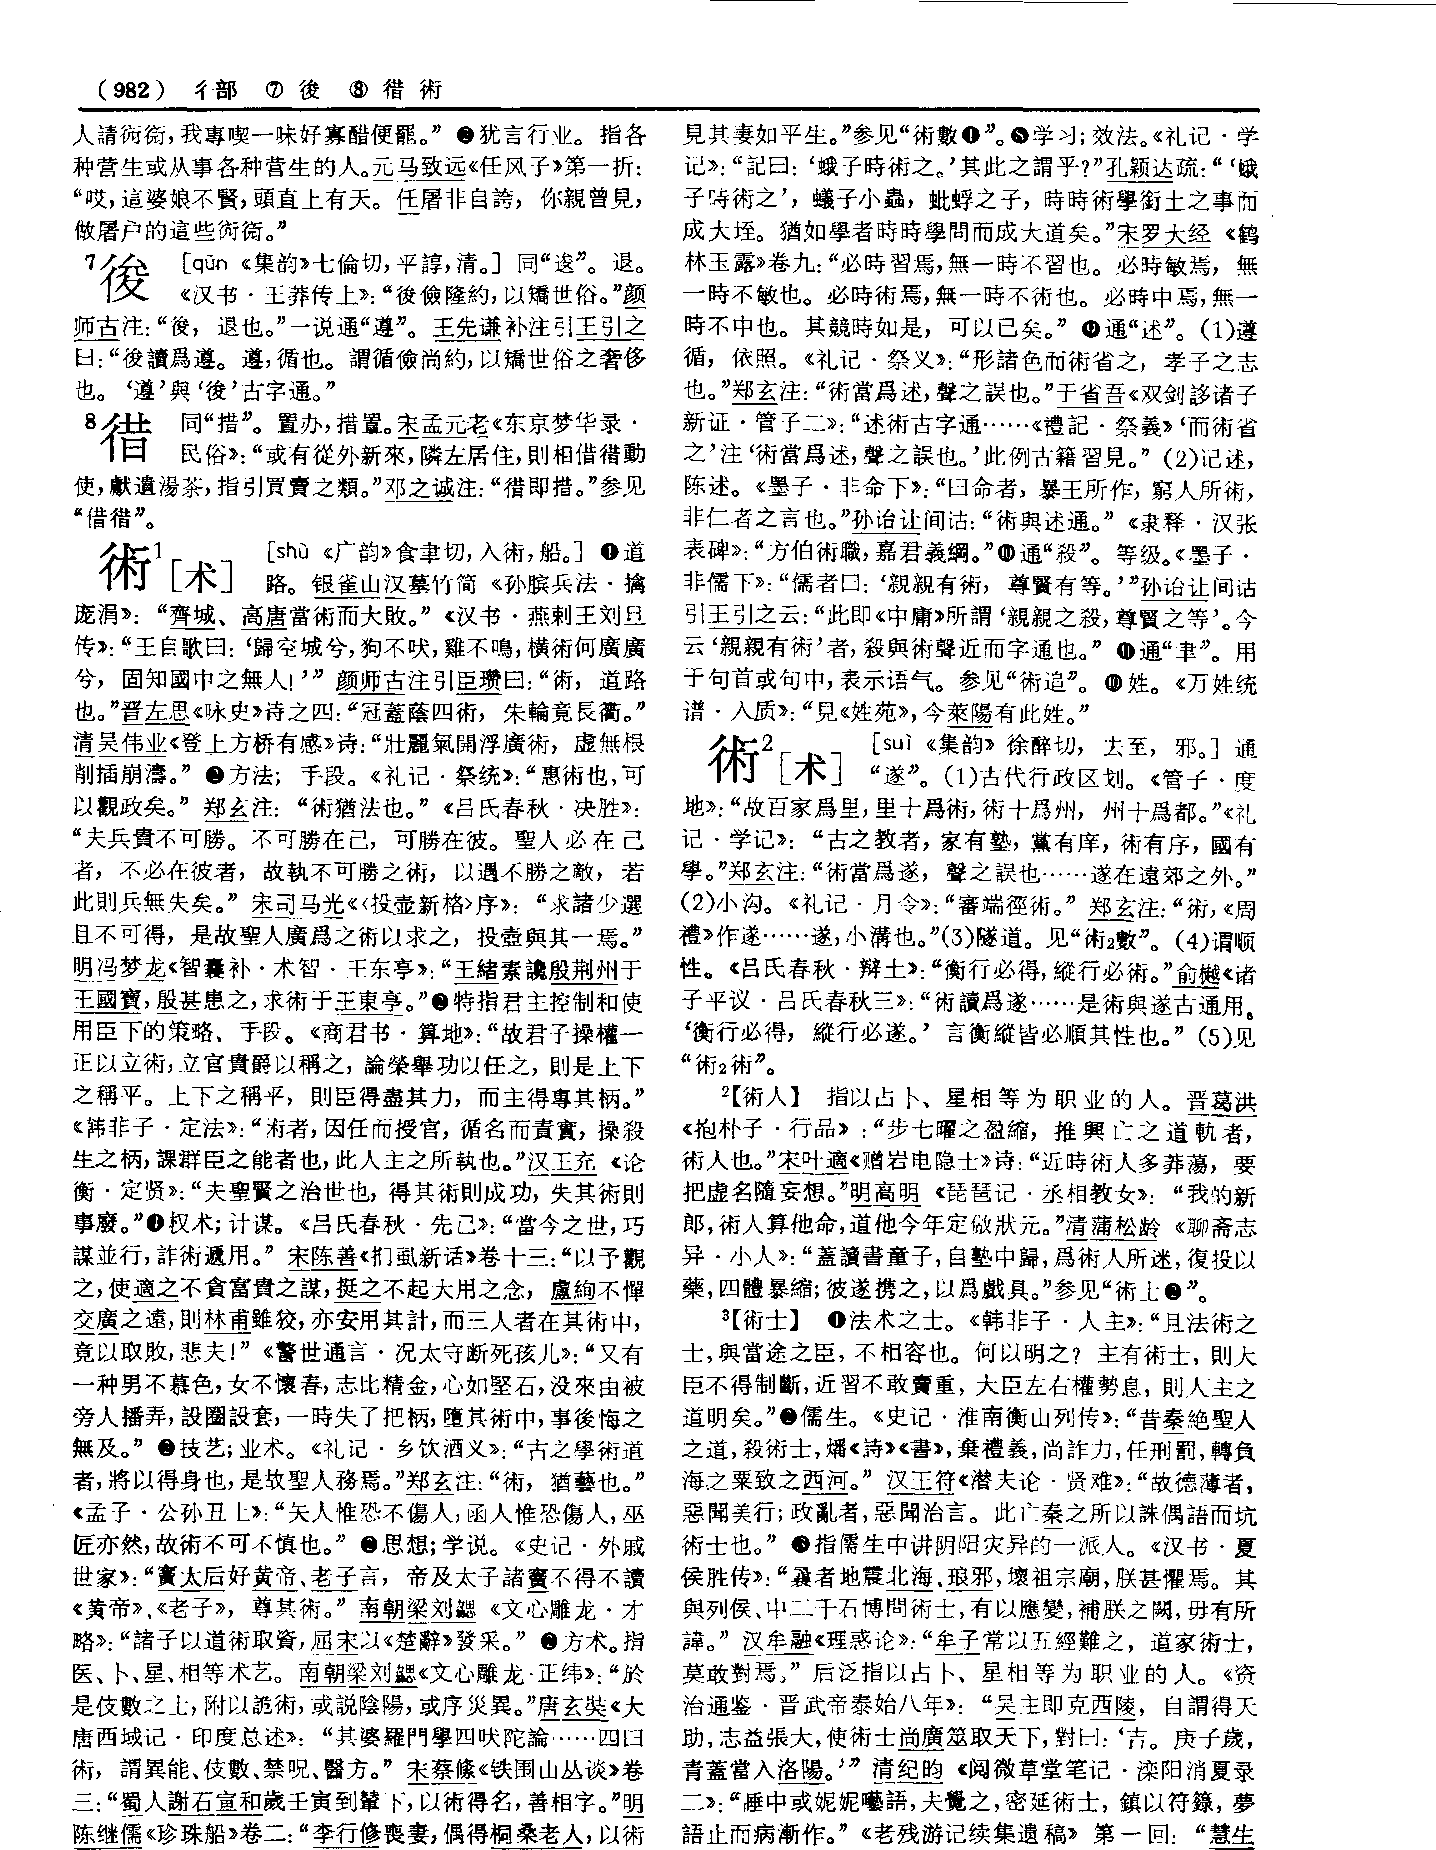 (982) 彳部 ⑦後 ⑧徣術
人請衒衒，我專喫一味好寡醋便罷。” ❷犹言行业。指各
种营生或从事各种营生的人。元马致远《任风子》第一折：
“哎，這婆娘不賢，頭直上有天。任屠非自誇，你親曾見，
做屠户的這些衒衒。”
7後 [qūn《集韵》七倫切，平諄，清。] 同“逡”。退。
《汉书·王莽传上》：“後儉隆約，以矯世俗。”颜
师古注：“後，退也。”一说通“遵”。王先谦补注引王引之
曰：“後讀爲遵。遵，循也。謂循儉尚約，以矯世俗之奢侈
也。‘遵’與‘後’古字通。”
8徣 同“措”。置办，措置。宋孟元老《东京梦华录·
民俗》：“或有從外新來，隣左居住，則相借徣動
使，獻遺湯茶，指引買賣之類。”邓之诚注：“徣即措。”参见
“借徣”。
術1[术] [shù《广韵》食聿切，入術，船。] ❶道
路。银雀山汉墓竹简《孙膑兵法·擒
庞涓》：“齊城、高唐當術而大敗。”《汉书·燕剌王刘旦
传》：“王自歌曰：‘歸空城兮，狗不吠，雞不鳴，橫術何廣廣
兮，固知國中之無人！’” 颜师古注引臣瓒曰：“術，道路
也。”晋左思《咏史》诗之四：“冠蓋蔭四術，朱輪竟長衢。”
清吴伟业《登上方桥有感》诗：“壯麗氣開浮廣術，虚無根
削插崩濤。” ❷方法；手段。《礼记·祭统》：“惠術也，可
以觀政矣。” 郑玄注：“術猶法也。”《吕氏春秋·决胜》：
“夫兵貴不可勝。不可勝在己，可勝在彼。聖人必在己
者，不必在彼者，故執不可勝之術，以遇不勝之敵，若
此則兵無失矣。” 宋司马光《〈投壶新格〉序》：“求諸少選
且不可得，是故聖人廣爲之術以求之，投壺與其一焉。”
明冯梦龙《智囊补·术智·王东亭》：“王緒素讒殷荆州于
王國寶，殷甚患之，求術于王東亭。”❸特指君主控制和使
用臣下的策略、手段。《商君书·算地》：“故君子操權一
正以立術，立官貴爵以稱之，論榮舉功以任之，則是上下
之稱平。上下之稱平，則臣得盡其力，而主得專其柄。”
《韩非子·定法》：“術者，因任而授官，循名而責實，操殺
生之柄，課群臣之能者也，此人主之所執也。”汉王充《论
衡·定贤》：“夫聖賢之治世也，得其術則成功，失其術則
事廢。”❹权术；计谋。《吕氏春秋·先己》：“當今之世，巧
謀並行，詐術遞用。” 宋陈善《扪虱新话》卷十三：“以予觀
之，使適之不貪富貴之謀，挺之不起大用之念，盧絢不憚
交廣之遠，則林甫雖狡，亦安用其計，而三人者在其術中，
竟以取敗，悲夫！”《警世通言·况太守断死孩儿》：“又有
一种男不慕色，女不懷春，志比精金，心如堅石，没來由被
旁人播弄，設圈設套，一時失了把柄，墮其術中，事後悔之
無及。” ❺技艺；业术。《礼记·乡饮酒义》：“古之學術道
者，將以得身也，是故聖人務焉。”郑玄注：“術，猶藝也。”
《孟子·公孙丑上》：“矢人惟恐不傷人，函人惟恐傷人，巫
匠亦然，故術不可不慎也。” ❻思想；学说。《史记·外戚
世家》：“竇太后好黄帝、老子言，帝及太子諸竇不得不讀
《黄帝》、《老子》，尊其術。” 南朝梁刘勰《文心雕龙·才
略》：“諸子以道術取資，屈宋以《楚辭》發采。” ❼方术。指
医、卜、星、相等术艺。南朝梁刘勰《文心雕龙·正纬》：“於
是伎數之士，附以詭術，或説陰陽，或序災異。”唐玄奘《大
唐西域记·印度总述》：“其婆羅門學四吠陀論……四曰
術，謂異能、伎數、禁呪、醫方。” 宋蔡絛《铁围山丛谈》卷
三：“蜀人謝石宣和歲壬寅到輦下，以術得名，善相字。”明
陈继儒《珍珠船》卷二：“李行修喪妻，偶得桐桑老人，以術
見其妻如平生。”参见“術數❶”。❽学习；效法。《礼记·学
记》：“記曰：‘蛾子時術之。’其此之謂乎？”孔颖达疏：“‘蛾
子時術之’，蟻子小蟲，蚍蜉之子，時時術學銜土之事而
成大垤。猶如學者時時學問而成大道矣。”宋罗大经《鹤
林玉露》卷九：“必時習焉，無一時不習也。必時敏焉，無
一時不敏也。必時術焉，無一時不術也。必時中焉，無一
時不中也。其競時如是，可以已矣。” ❾通“述”。(1)遵
循，依照。《礼记·祭义》：“形諸色而術省之，孝子之志
也。”郑玄注：“術當爲述，聲之誤也。”于省吾《双剑誃诸子
新证·管子二》：“述術古字通……《禮記·祭義》‘而術省
之’注‘術當爲述，聲之誤也。’此例古籍習見。” (2)记述，
陈述。《墨子·非命下》：“曰命者，暴王所作，窮人所術，
非仁者之言也。”孙诒让间诂：“術與述通。”《隶释·汉张
表碑》：“方伯術職，嘉君義綱。”❿通“殺”。等级。《墨子·
非儒下》：“儒者曰：‘親親有術，尊賢有等。’”孙诒让间诂
引王引之云：“此即《中庸》所謂‘親親之殺，尊賢之等’。今
云‘親親有術’者，殺與術聲近而字通也。” ⓫通“聿”。用
于句首或句中，表示语气。参见“術追”。⓬姓。《万姓统
谱·入质》：“見《姓苑》，今萊陽有此姓。”
術2[术] [suì《集韵》徐醉切，去至，邪。] 通
“遂”。(1)古代行政区划。《管子·度
地》：“故百家爲里，里十爲術，術十爲州，州十爲都。”《礼
记·学记》：“古之教者，家有塾，黨有庠，術有序，國有
學。”郑玄注：“術當爲遂，聲之誤也……遂在遠郊之外。”
(2)小沟。《礼记·月令》：“審端徑術。” 郑玄注：“術，《周
禮》作遂……遂，小溝也。”(3)隧道。见“術2數”。(4)谓顺
性。《吕氏春秋·辩土》：“衡行必得，縱行必術。”俞樾《诸
子平议·吕氏春秋三》：“術讀爲遂……是術與遂古通用。
‘衡行必得，縱行必遂。’言衡縱皆必順其性也。” (5)见
“術2術”。
2【術人】 指以占卜、星相等为职业的人。晋葛洪
《抱朴子·行品》：“步七曜之盈縮，推興亡之道軌者，
術人也。”宋叶適《赠岩电隐士》诗：“近時術人多莽蕩，要
把虚名隨妄想。”明高明《琵琶记·丞相教女》：“我的新
郎，術人算他命，道他今年定做狀元。”清蒲松龄《聊斋志
异·小人》：“蓋讀書童子，自塾中歸，爲術人所迷，復投以
藥，四體暴縮；彼遂携之，以爲戲具。”参见“術士❷”。
3【術士】 ❶法术之士。《韩非子·人主》：“且法術之
士，與當途之臣，不相容也。何以明之？主有術士，則大
臣不得制斷，近習不敢賣重，大臣左右權勢息，則人主之
道明矣。”❷儒生。《史记·淮南衡山列传》：“昔秦絶聖人
之道，殺術士，燔《詩》《書》，棄禮義，尚詐力，任刑罰，轉負
海之粟致之西河。” 汉王符《潜夫论·贤难》：“故德薄者，
惡聞美行；政亂者，惡聞治言。此亡秦之所以誅偶語而坑
術士也。” ❸指儒生中讲阴阳灾异的一派人。《汉书·夏
侯胜传》：“曩者地震北海、琅邪，壞祖宗廟，朕甚懼焉。其
與列侯、中二千石博問術士，有以應變，補朕之闕，毋有所
諱。” 汉牟融《理惑论》：“牟子常以五經難之，道家術士，
莫敢對焉。” 后泛指以占卜、星相等为职业的人。《资
治通鉴·晋武帝泰始八年》：“吴主即克西陵，自謂得天
助，志益張大，使術士尚廣筮取天下，對曰：‘吉。庚子歲，
青蓋當入洛陽。’” 清纪昀《阅微草堂笔记·滦阳消夏录
二》：“睡中或妮妮囈語，夫覺之，密延術士，鎮以符籙，夢
語止而病漸作。”《老残游记续集遗稿》第一回：“慧生